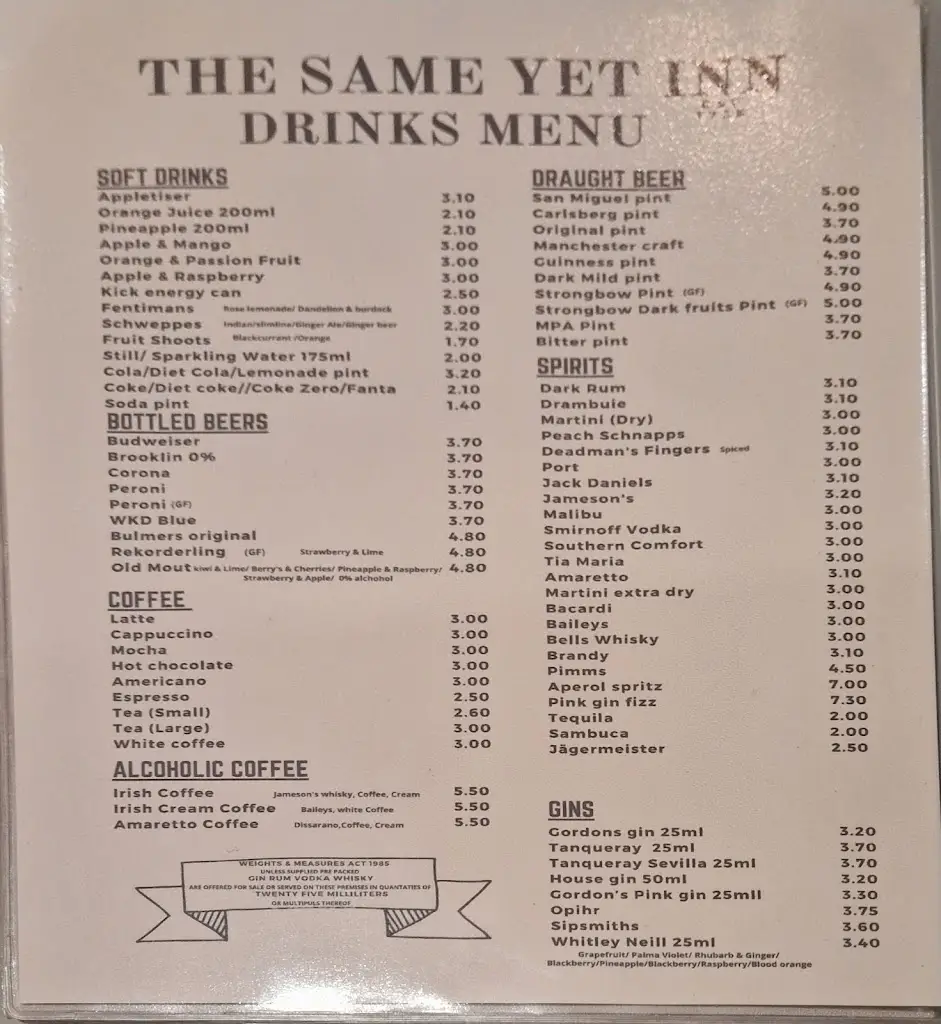 THE SAME YET INN
DRINKS MENU
SOFT DRINKS
Appletiser 3.10
Orange Juice 200ml 2.10
Pineapple 200ml 2.10
Apple & Mango 3.00
Orange & Passion Fruit 3.00
Apple & Raspberry 3.00
Kick energy can 2.50
Fentimans Rose lemonade/ Dandelion & burdock 3.00
Schweppes Indian/slimline/Ginger Ale/Ginger beer 2.20
Fruit Shoots Blackcurrant /Orange 1.70
Still/ Sparkling Water 175ml 2.00
Cola/Diet Cola/Lemonade pint 3.20
Coke/Diet coke//Coke Zero/Fanta 2.10
Soda pint 1.40
BOTTLED BEERS
Budweiser 3.70
Brooklin 0% 3.70
Corona 3.70
Peroni 3.70
Peroni (GF) 3.70
WKD Blue 3.70
Bulmers original 4.80
Rekorderling (GF) Strawberry & Lime 4.80
Old Mout kiwi & Lime/ Berry's & Cherries/ Pineapple & Raspberry/ 4.80
Strawberry & Apple/ 0% alchohol
COFFEE
Latte 3.00
Cappuccino 3.00
Mocha 3.00
Hot chocolate 3.00
Americano 3.00
Espresso 2.50
Tea (Small) 2.60
Tea (Large) 3.00
White coffee 3.00
ALCOHOLIC COFFEE
Irish Coffee Jameson's whisky, Coffee, Cream 5.50
Irish Cream Coffee Baileys, white Coffee 5.50
Amaretto Coffee Dissarano,Coffee, Cream 5.50
WEIGHTS & MEASURES ACT 1985
UNLESS SUPPLIED PRE PACKED
GIN RUM VODKA WHISKY
ARE OFFERED FOR SALE OR SERVED ON THESE PREMISES IN QUANTATIES OF
TWENTY FIVE MILLILITERS
OR MULTIPULS THEREOF
DRAUGHT BEER
San Miguel pint 5.00
Carlsberg pint 4.90
Original pint 3.70
Manchester craft 4.90
Guinness pint 4.90
Dark Mild pint 3.70
Strongbow Pint (GF) 4.90
Strongbow Dark fruits Pint (GF) 5.00
MPA Pint 3.70
Bitter pint 3.70
SPIRITS
Dark Rum 3.10
Drambuie 3.10
Martini (Dry) 3.00
Peach Schnapps 3.00
Deadman's Fingers Spiced 3.10
Port 3.00
Jack Daniels 3.10
Jameson's 3.20
Malibu 3.00
Smirnoff Vodka 3.00
Southern Comfort 3.00
Tia Maria 3.00
Amaretto 3.10
Martini extra dry 3.00
Bacardi 3.00
Baileys 3.00
Bells Whisky 3.00
Brandy 3.10
Pimms 4.50
Aperol spritz 7.00
Pink gin fizz 7.30
Tequila 2.00
Sambuca 2.00
Jägermeister 2.50
GINS
Gordons gin 25ml 3.20
Tanqueray 25ml 3.70
Tanqueray Sevilla 25ml 3.70
House gin 50ml 3.20
Gordon's Pink gin 25mll 3.30
Opihr 3.75
Sipsmiths 3.60
Whitley Neill 25ml 3.40
Grapefruit/ Palma Violet/ Rhubarb & Ginger/
Blackberry/Pineapple/Blackberry/Raspberry/Blood orange